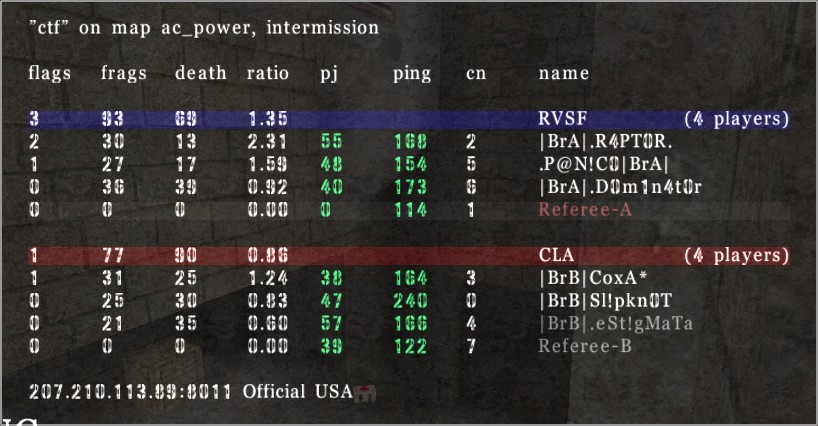 "ctf" on map ac_power, intermission
flags frags death ratio pj ping cn name
3 93 69 1.35 RVSF (4 players)
2 30 13 2.31 55 168 2 |BrA|.R4PT0R.
1 27 17 1.59 48 154 5 .P@N!C0|BrA|
0 36 39 0.92 40 173 6 |BrA|.D0m1n4t0r
0 0 0 0.00 0 114 1 Referee-A
1 77 90 0.86 CLA (4 players)
1 31 25 1.24 38 164 3 |BrB|CoxA*
0 25 30 0.83 47 240 0 |BrB|Sl!pkn0T
0 21 35 0.60 57 166 4 |BrB|.eSt!gMaTa
0 0 0 0.00 39 122 7 Referee-B
207.210.113.89:8011 Official USA